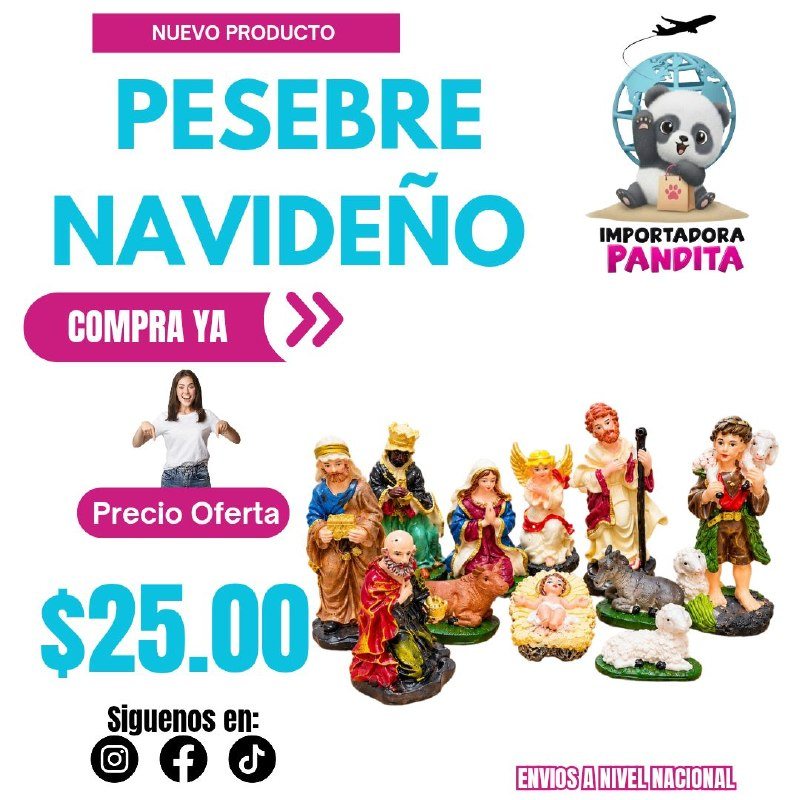 NUEVO PRODUCTO
PESEBRE
NAVIDEÑO
IMPORTADORA
PANDITA
COMPRA YA
Precio Oferta
$25.00
Siguenos en:
ENVIOS A NIVEL NACIONAL